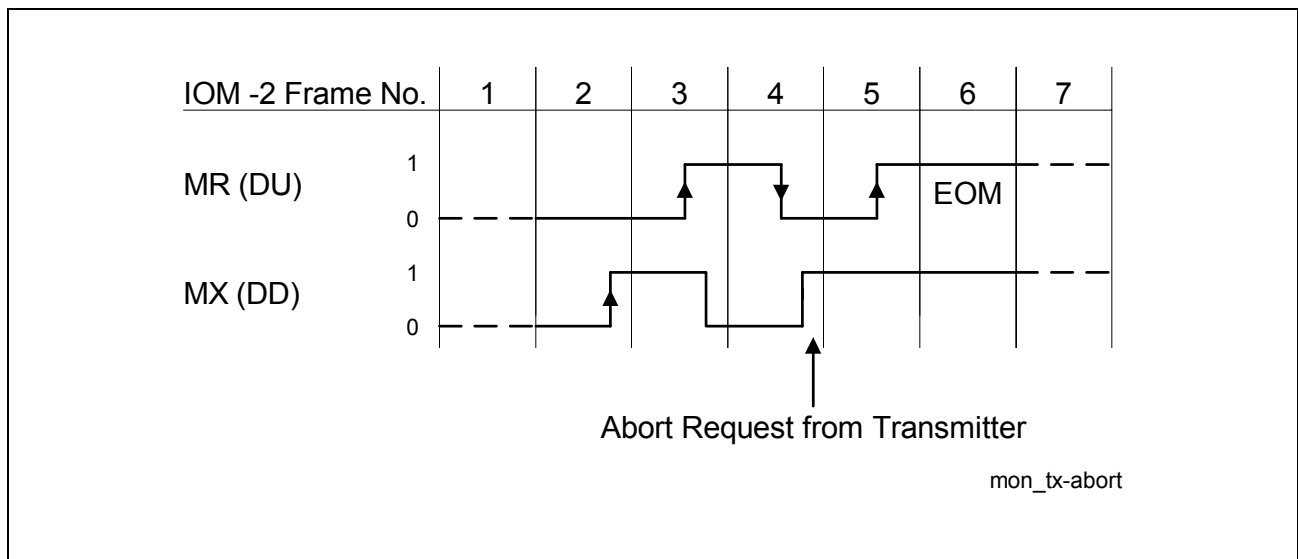 IOM -2 Frame No. 1 2 3 4 5 6 7
MR (DU) 1
0
EOM
MX (DD) 1
0
Abort Request from Transmitter
mon_tx-abort